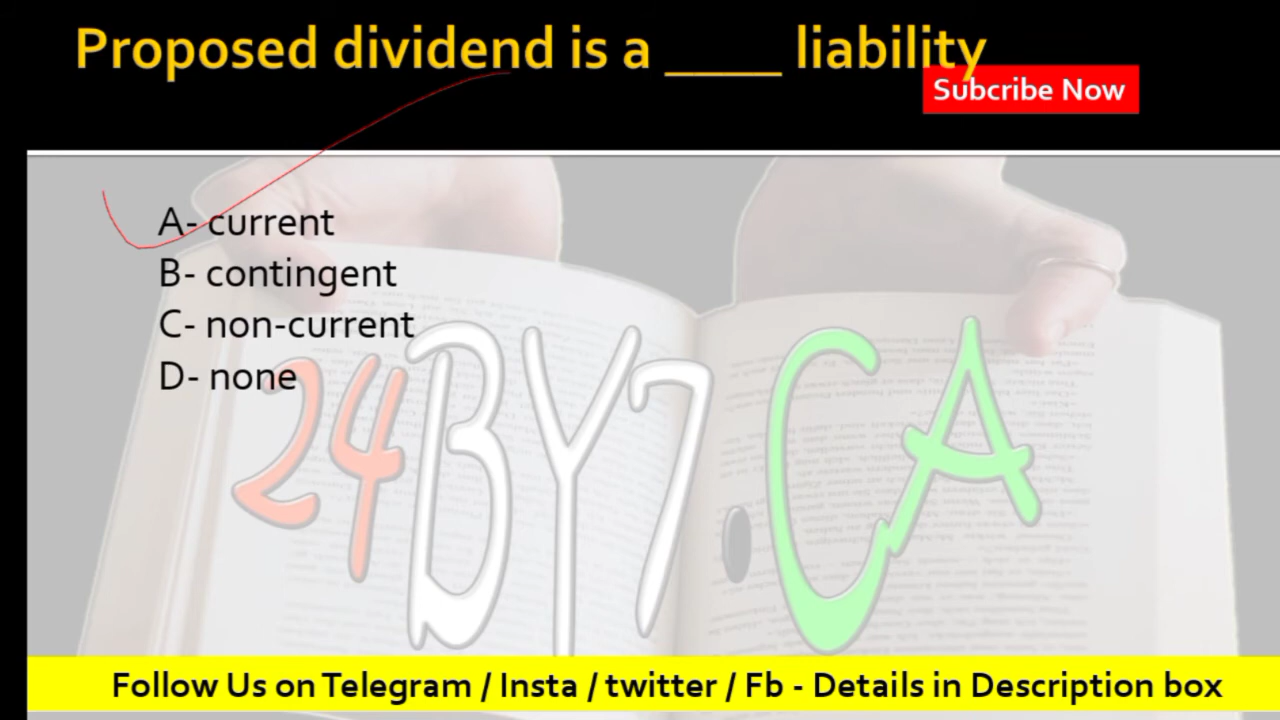 Proposed dividend is a _____ liability
Subcribe Now
A- current
B- contingent
C- non-current
D- none
24BY7.CA
Follow Us on Telegram / Insta / twitter / Fb - Details in Description box